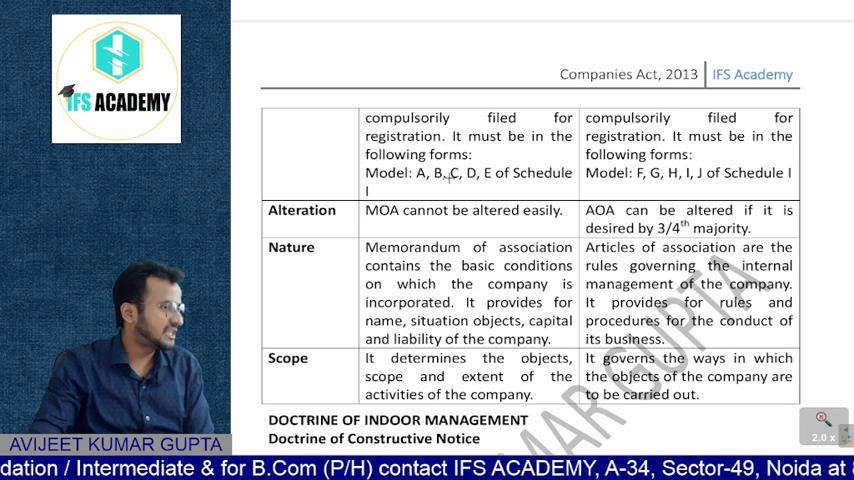 Companies Act, 2013 IFS Academy
IFS ACADEMY
compulsorily filed for
registration. It must be in the
following forms:
Model: A, B, C, D, E of Schedule
I
compulsorily filed for
registration. It must be in the
following forms:
Model: F, G, H, I, J of Schedule I
Alteration
MOA cannot be altered easily.
AOA can be altered if it is
desired by 3/4th majority.
Nature
Memorandum of association
contains the basic conditions
on which the company is
incorporated. It provides for
name, situation objects, capital
and liability of the company.
Articles of association are the
rules governing the internal
management of the company.
It provides for rules and
procedures for the conduct of
its business.
Scope
It determines the objects,
scope and extent of the
activities of the company.
It governs the ways in which
the objects of the company are
to be carried out.
DOCTRINE OF INDOOR MANAGEMENT
Doctrine of Constructive Notice
MAR GUPTA
2.0 x
AVIJEET KUMAR GUPTA
dation / Intermediate & for B.Com (P/H) contact IFS ACADEMY, A-34, Sector-49, Noida at